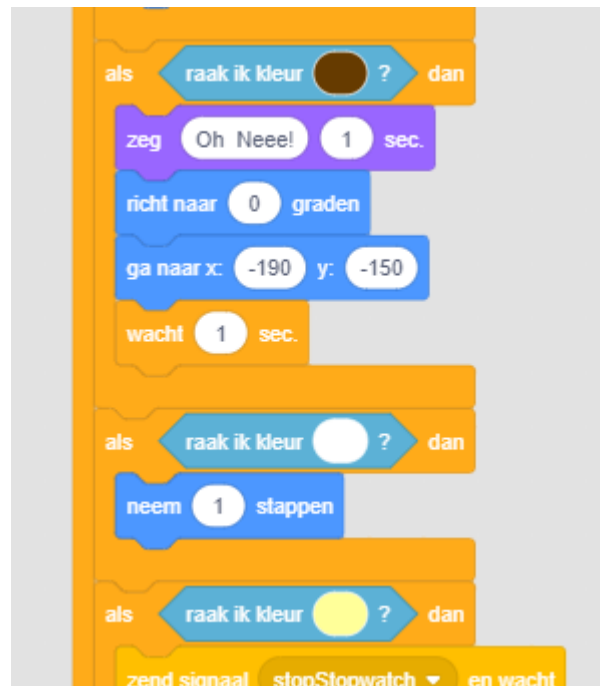 als raak ik kleur ? dan
zeg Oh Neee! 1 sec.
richt naar 0 graden
ga naar x: -190 y: -150
wacht 1 sec.
als raak ik kleur ? dan
neem 1 stappen
als raak ik kleur ? dan
zend signaal stopStopwatch en wacht